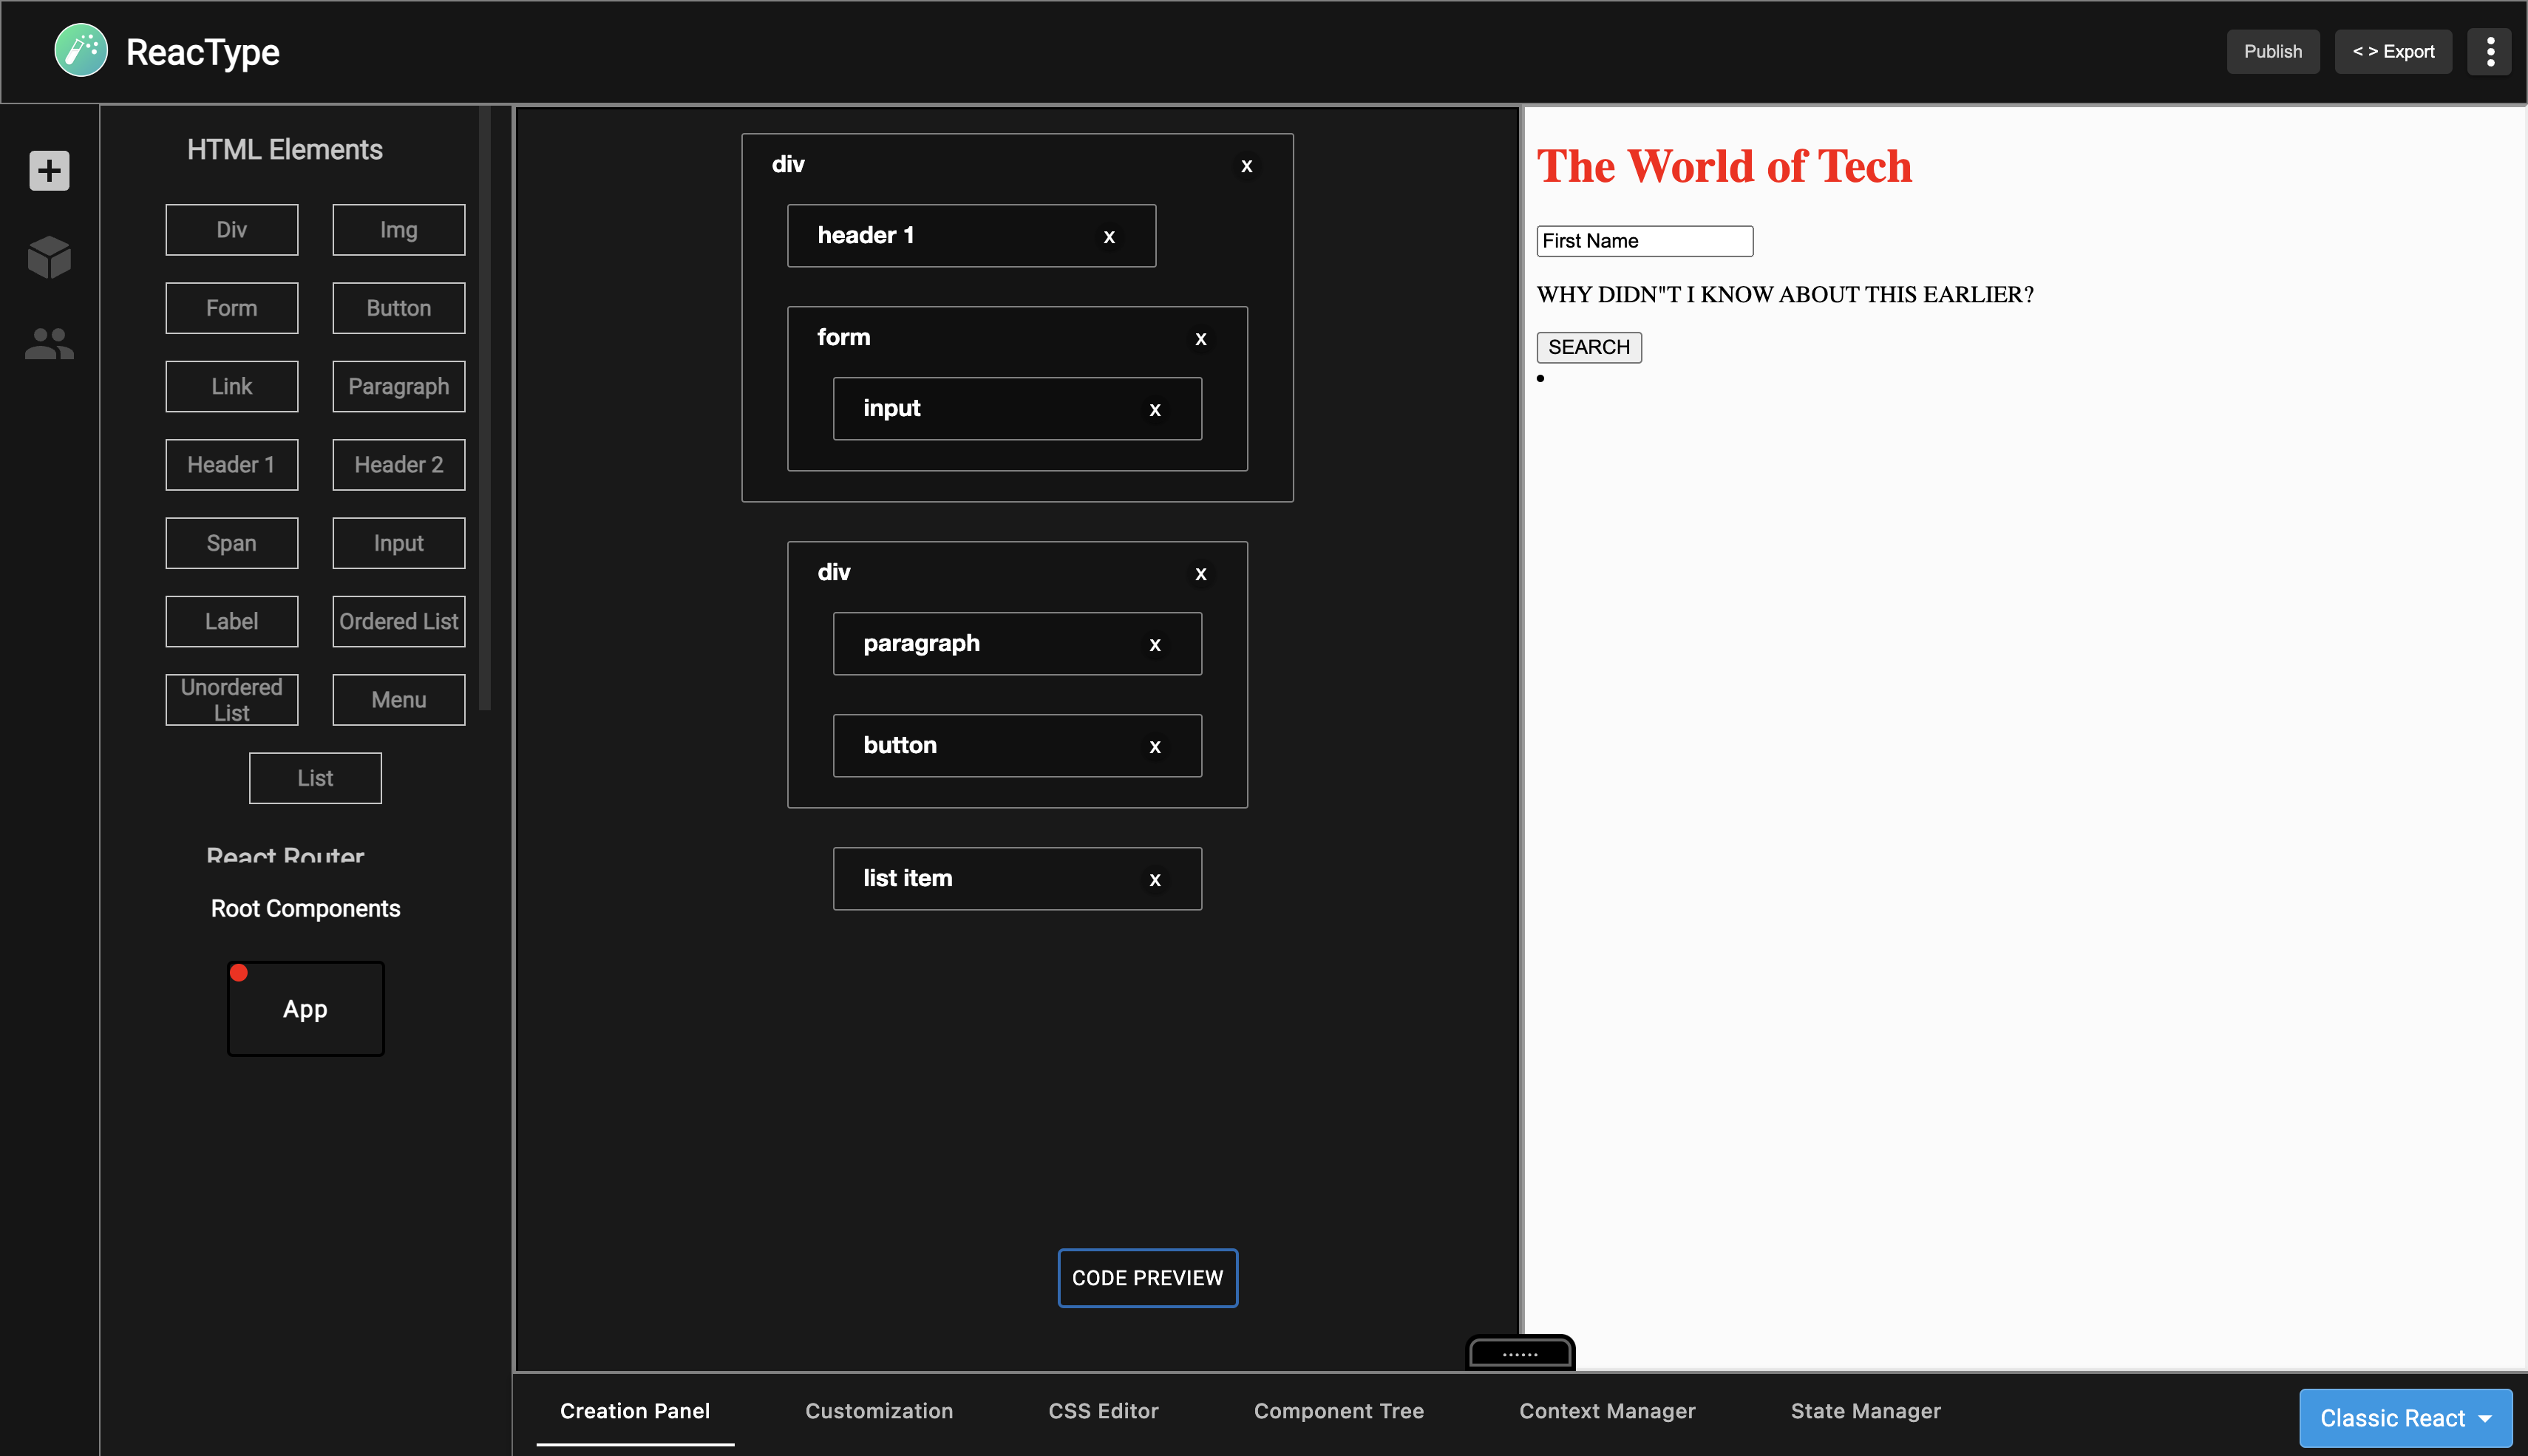 ReacType
Publish
< > Export
HTML Elements
Div
Img
Form
Button
Link
Paragraph
Header 1
Header 2
Span
Input
Label
Ordered List
Unordered
List
Menu
List
React Router
Root Components
App
div
x
header 1
x
form
x
input
x
div
x
paragraph
x
button
x
list item
x
CODE PREVIEW
The World of Tech
First Name
WHY DIDN"T I KNOW ABOUT THIS EARLIER?
SEARCH
Creation Panel
Customization
CSS Editor
Component Tree
Context Manager
State Manager
Classic React